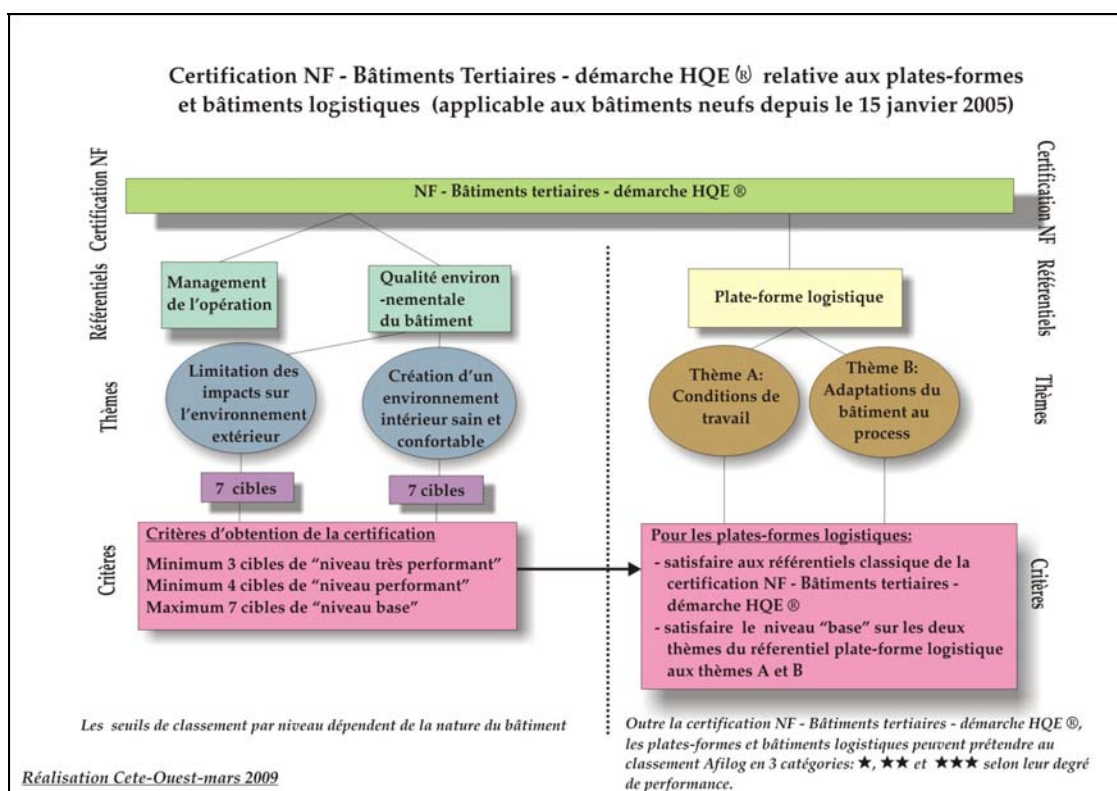 Certification NF - Bâtiments Tertiaires - démarche HQE ® relative aux plates-formes
et bâtiments logistiques (applicable aux bâtiments neufs depuis le 15 janvier 2005)
Certification NF
NF - Bâtiments tertiaires - démarche HQE ®
Certification NF
Référentiels
Management
de l'opération
Qualité environ
-nementale
du bâtiment
Plate-forme logistique
Référentiels
Thèmes
Limitation des
impacts sur
l'environnement
extérieur
Création d'un
environnement
intérieur sain et
confortable
Thème A:
Conditions de
travail
Thème B:
Adaptations du
bâtiment au
process
Thèmes
7 cibles
7 cibles
Critères
Critères d'obtention de la certification
Minimum 3 cibles de "niveau très performant"
Minimum 4 cibles de "niveau performant"
Maximum 7 cibles de "niveau base"
Pour les plates-formes logistiques:
- satisfaire aux référentiels classique de la
certification NF - Bâtiments tertiaires -
démarche HQE ®
- satisfaire le niveau "base" sur les deux
thèmes du réferentiel plate-forme logistique
aux thèmes A et B
Critères
Les seuils de classement par niveau dépendent de la nature du bâtiment
Outre la certification NF - Bâtiments tertiaires - démarche HQE ®,
les plates-formes et bâtiments logistiques peuvent prétendre au
classement Afilog en 3 catégories: ★, ★★ et ★★★ selon leur degré
de performance.
Réalisation Cete-Ouest-mars 2009